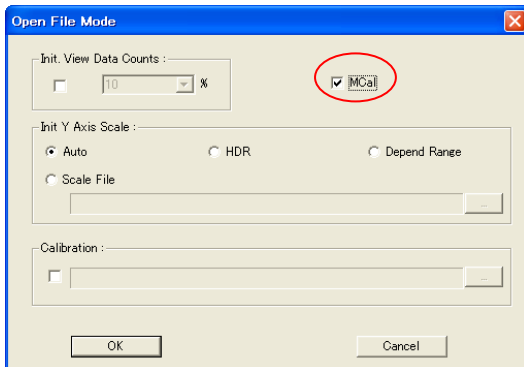 Open File Mode
Init. View Data Counts :
10 %
MCal
Init Y Axis Scale :
Auto HDR Depend Range
Scale File
...
Calibration :
...
OK Cancel